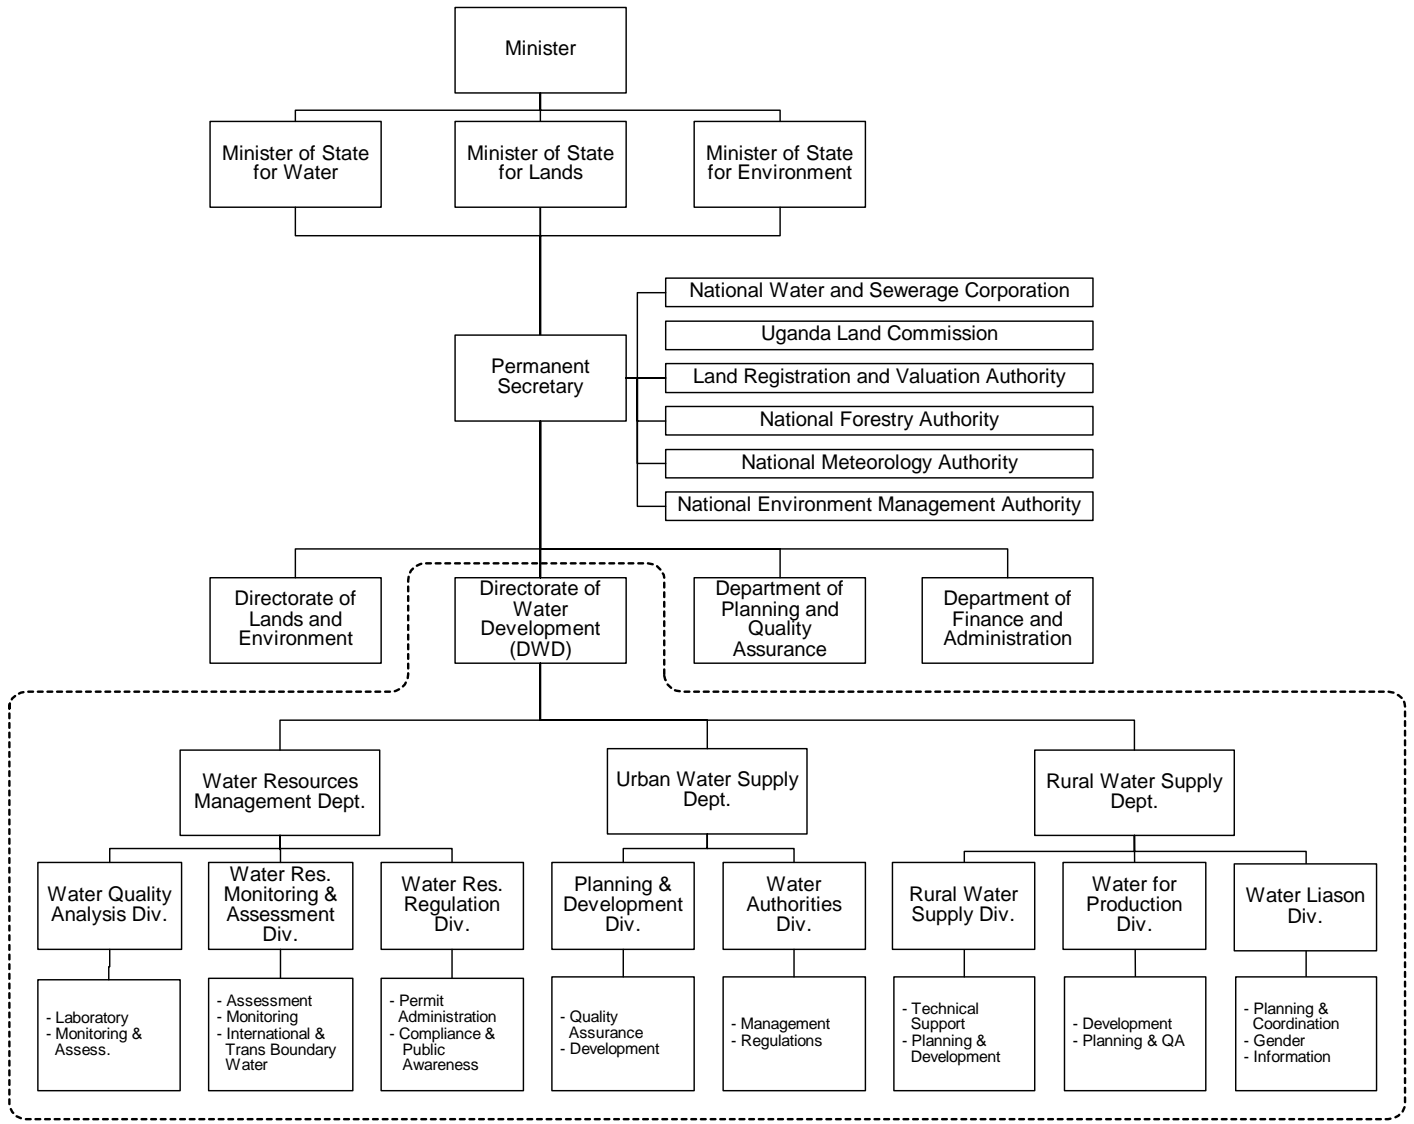 Minister
Minister of State
for Water
Minister of State
for Lands
Minister of State
for Environment
National Water and Sewerage Corporation
Uganda Land Commission
Permanent
Secretary
Land Registration and Valuation Authority
National Forestry Authority
National Meteorology Authority
National Environment Management Authority
Directorate of
Lands and
Environment
Directorate of
Water
Development
(DWD)
Department of
Planning and
Quality
Assurance
Department of
Finance and
Administration
Water Resources
Management Dept.
Urban Water Supply
Dept.
Rural Water Supply
Dept.
Water Quality
Analysis Div.
Water Res.
Monitoring &
Assessment
Div.
Water Res.
Regulation
Div.
Planning &
Development
Div.
Water
Authorities
Div.
Rural Water
Supply Div.
Water for
Production
Div.
Water Liason
Div.
- Laboratory
- Monitoring &
Assess.
- Assessment
- Monitoring
- International &
Trans Boundary
Water
- Permit
Administration
- Compliance &
Public
Awareness
- Quality
Assurance
- Development
- Management
- Regulations
- Technical
Support
- Planning &
Development
- Development
- Planning & QA
- Planning &
Coordination
- Gender
- Information